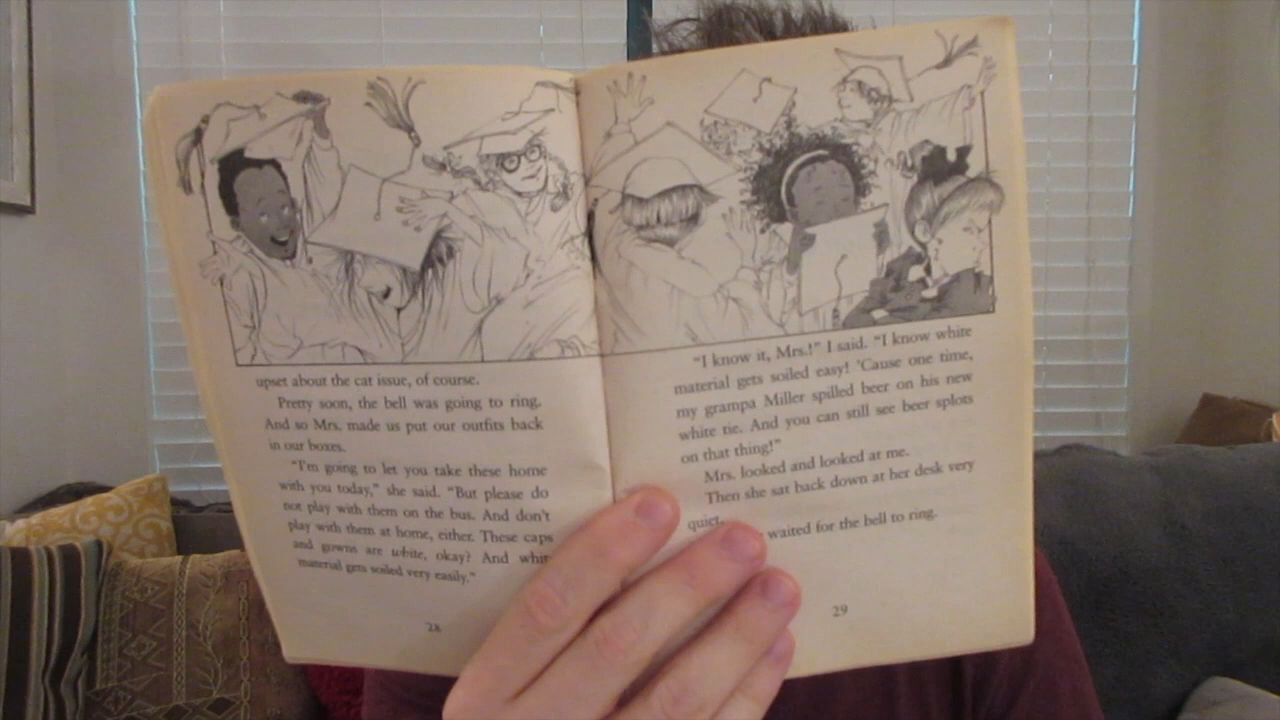 upset about the cat issue, of course.
Pretty soon, the bell was going to ring.
And so Mrs. made us put our outfits back
in our boxes.
"I'm going to let you take these home
with you today," she said. "But please do
not play with them on the bus. And don't
play with them at home, either. These caps
and gowns are white, okay? And whit
material gets soiled very easily."
28
"I know it, Mrs.!" I said. "I know white
material gets soiled easy! 'Cause one time,
my grampa Miller spilled beer on his new
white tie. And you can still see beer splots
on that thing!"
Mrs. looked and looked at me.
Then she sat back down at her desk very
quiet.
waited for the bell to ring.
29